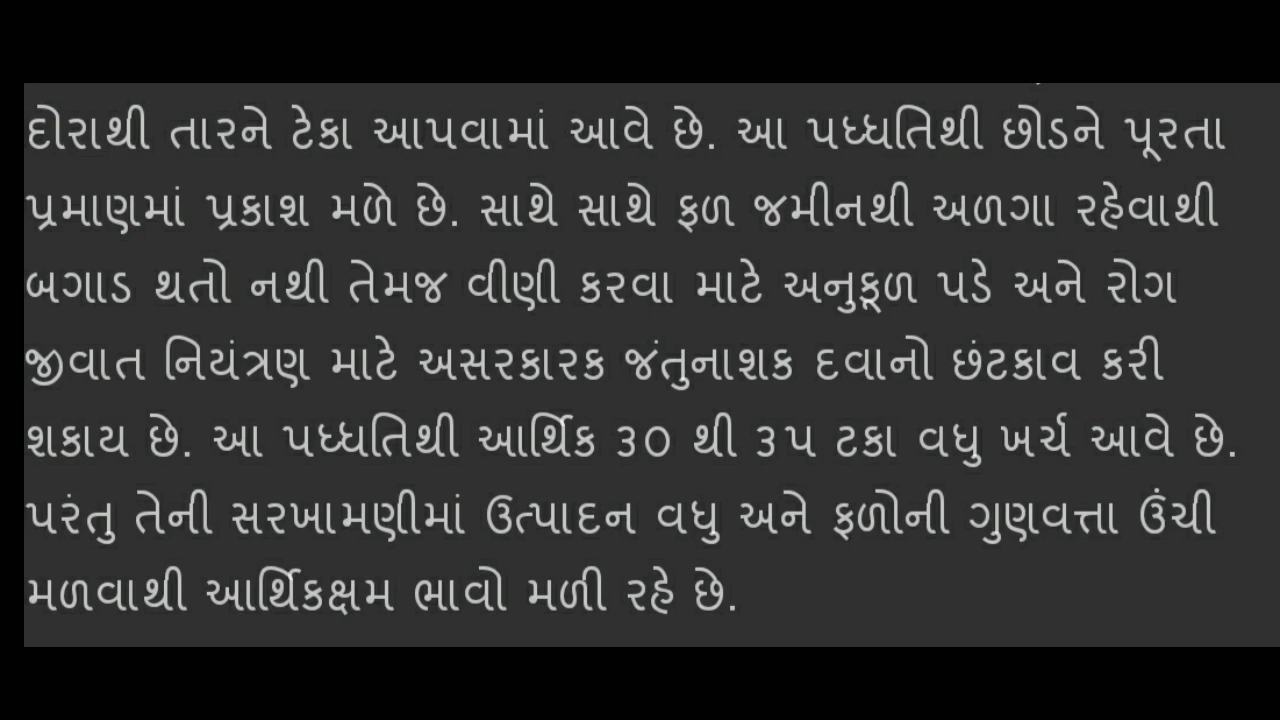 દોરાથી તારને ટેકા આપવામાં આવે છે. આ પધ્ધતિથી છોડને પૂરતા
પ્રમાણમાં પ્રકાશ મળે છે. સાથે સાથે ફળ જમીનથી અળગા રહેવાથી
બગાડ થતો નથી તેમજ વીણી કરવા માટે અનુકૂળ પડે અને રોગ
જીવાત નિયંત્રણ માટે અસરકારક જંતુનાશક દવાનો છંટકાવ કરી
શકાય છે. આ પધ્ધતિથી આર્થિક ૩૦ થી ૩૫ ટકા વધુ ખર્ચ આવે છે.
પરંતુ તેની સરખામણીમાં ઉત્પાદન વધુ અને ફળોની ગુણવત્તા ઉંચી
મળવાથી આર્થિકક્ષમ ભાવો મળી રહે છે.